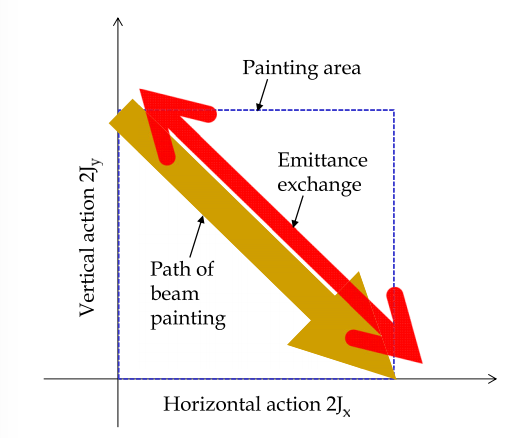 Painting area
Emittance
exchange
Vertical action 2Jy
Path of
beam
painting
Horizontal action 2Jx